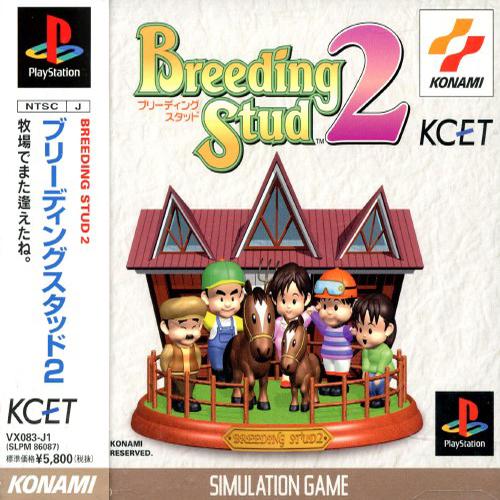 PlayStation
NTSC J
BREEDING STUD 2
ブリーディングスタッド2
牧場でまた逢えたね。
KCET
VX083-J1
(SLPM 86087)
標準価格¥5,800(税抜)
KONAMI
Breeding
ブリーディング
スタッド
Stud 2
TM
KONAMI
KCET
BREEDING STUD 2
KONAMI
RESERVED.
PlayStation
SIMULATION GAME